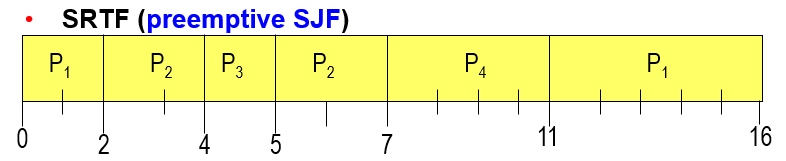 • SRTF (preemptive SJF)
P1 P2 P3 P2 P4 P1
0 2 4 5 7 11 16